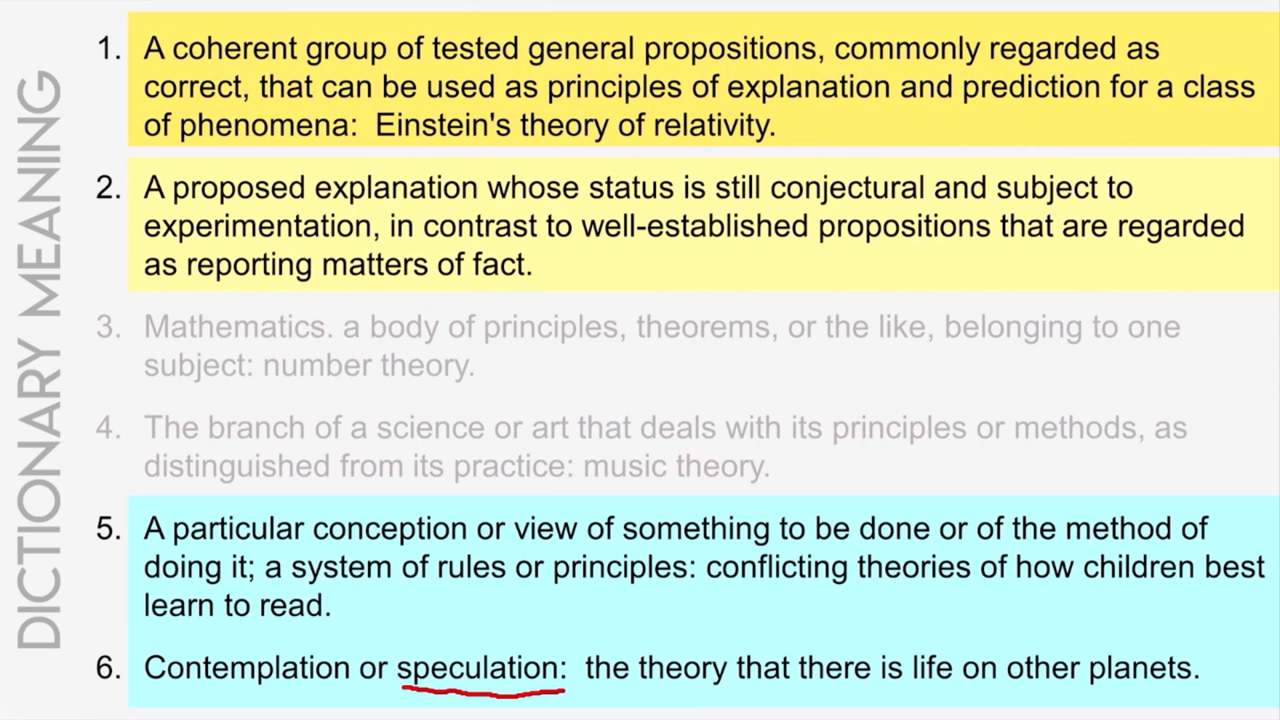 DICTIONARY MEANING
1. A coherent group of tested general propositions, commonly regarded as
correct, that can be used as principles of explanation and prediction for a class
of phenomena: Einstein's theory of relativity.
2. A proposed explanation whose status is still conjectural and subject to
experimentation, in contrast to well-established propositions that are regarded
as reporting matters of fact.
3. Mathematics. a body of principles, theorems, or the like, belonging to one
subject: number theory.
4. The branch of a science or art that deals with its principles or methods, as
distinguished from its practice: music theory.
5. A particular conception or view of something to be done or of the method of
doing it; a system of rules or principles: conflicting theories of how children best
learn to read.
6. Contemplation or speculation: the theory that there is life on other planets.